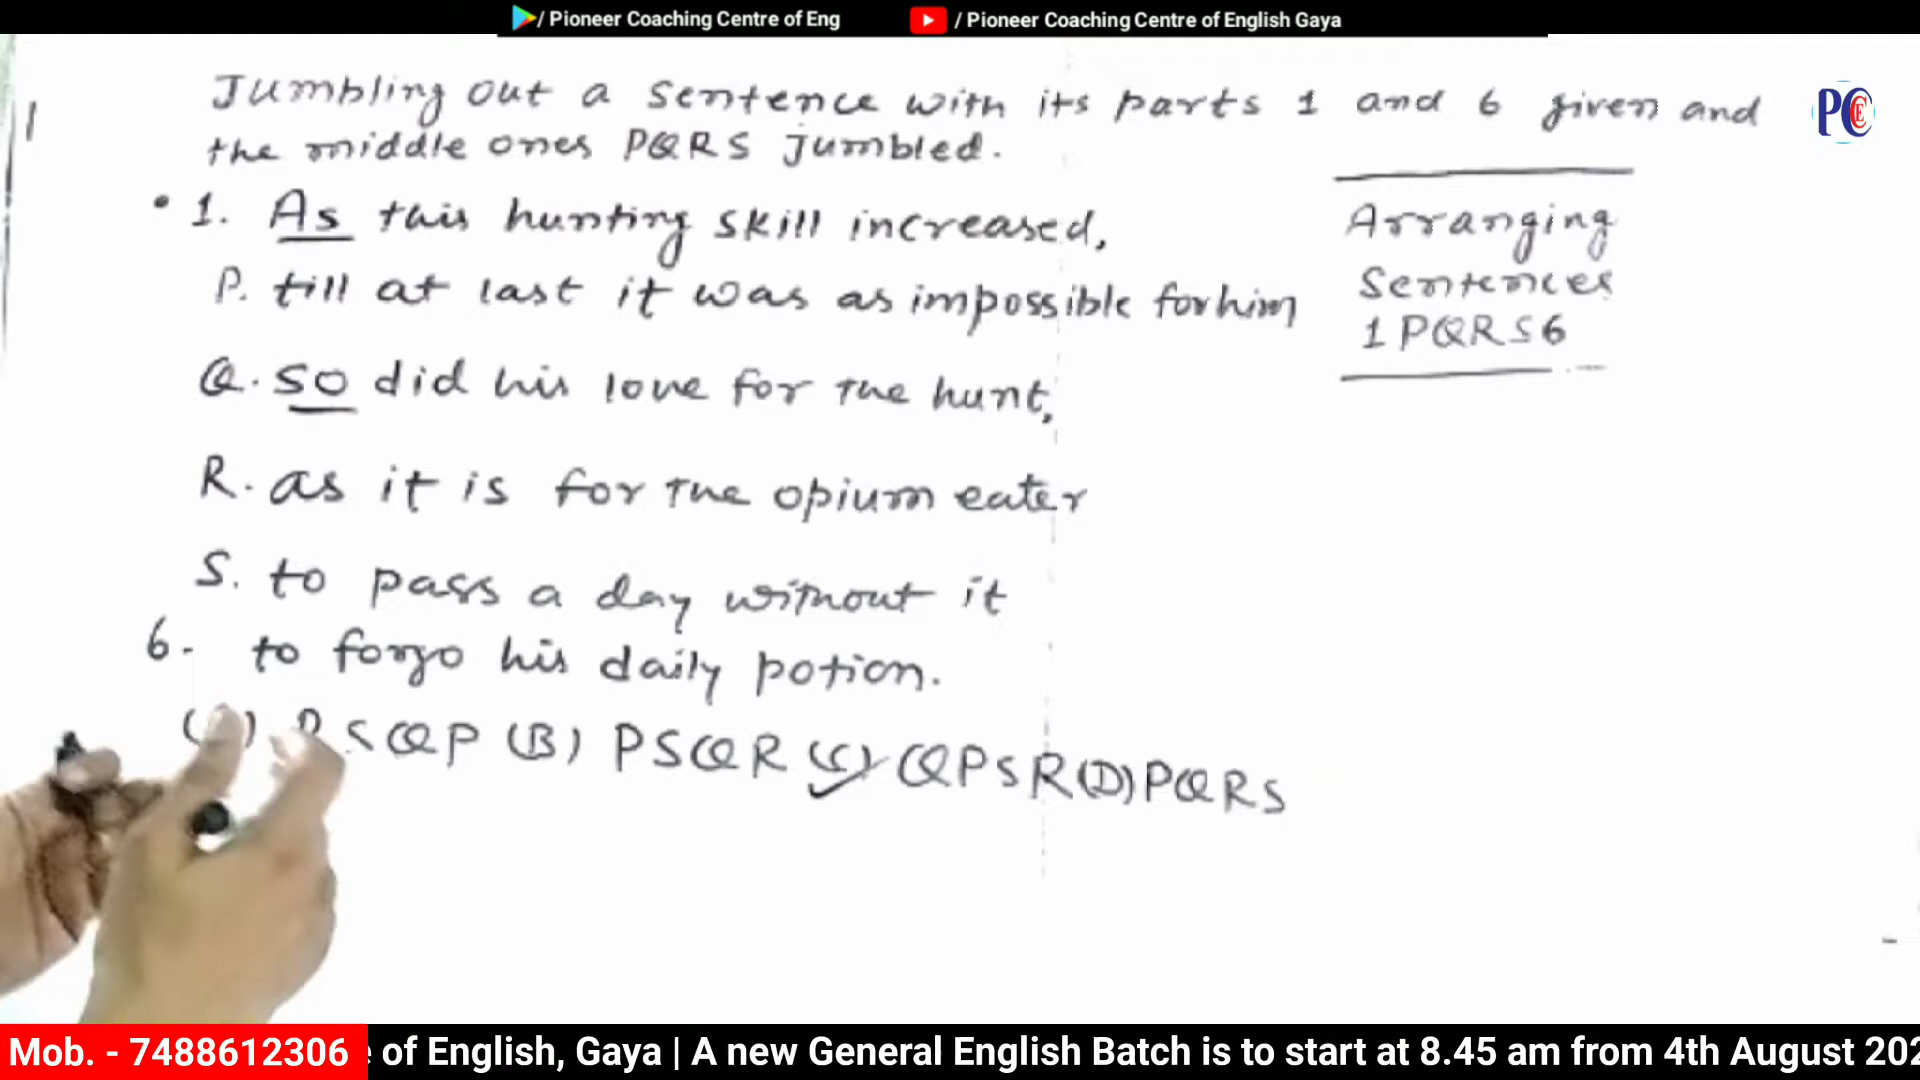 / Pioneer Coaching Centre of Eng
/ Pioneer Coaching Centre of English Gaya
Jumbling out a sentence with its parts 1 and 6 given and
the middle ones PQRS jumbled.
PCE
Arranging
Sentences
1PQRS6
1. As this hunting skill increased,
P. till at last it was as impossible for him
Q. so did his love for the hunt,
R. as it is for the opium eater
S. to pass a day without it
6. to forgo his daily potion.
SQP (B) PSQR (C) QPSR (D) PQRS
Mob. - 7488612306
of English, Gaya | A new General English Batch is to start at 8.45 am from 4th August 202